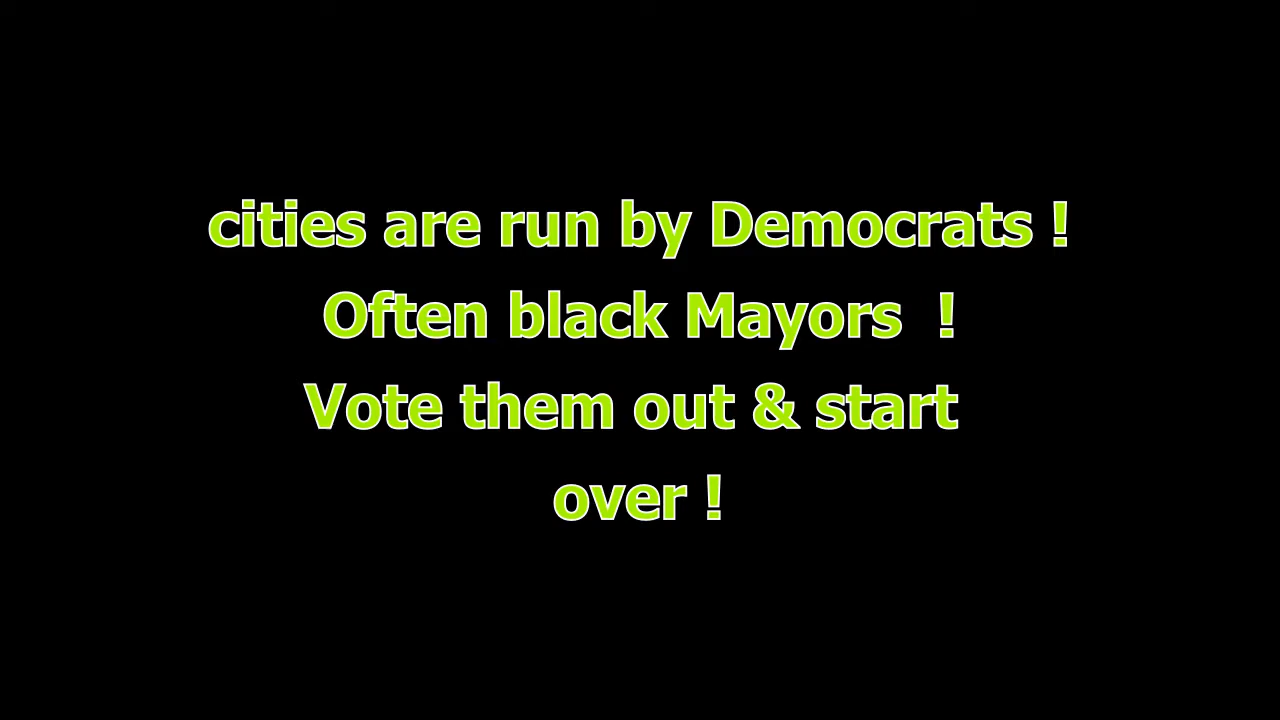 cities are run by Democrats !
Often black Mayors  !
Vote them out & start
over !